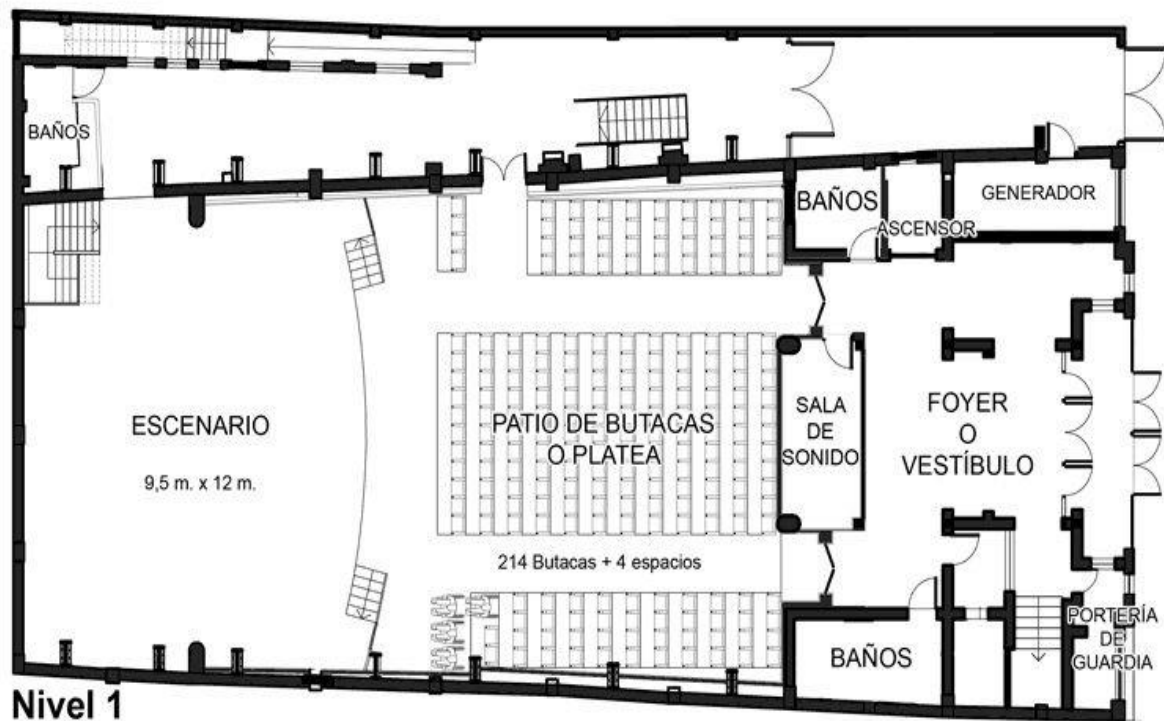 BAÑOS
BAÑOS
ASCENSOR
GENERADOR
ESCENARIO
9,5 m. x 12 m.
PATIO DE BUTACAS
O PLATEA
214 Butacas + 4 espacios
SALA
DE
SONIDO
FOYER
O
VESTÍBULO
BAÑOS
PORTERÍA
DE
GUARDIA
Nivel 1